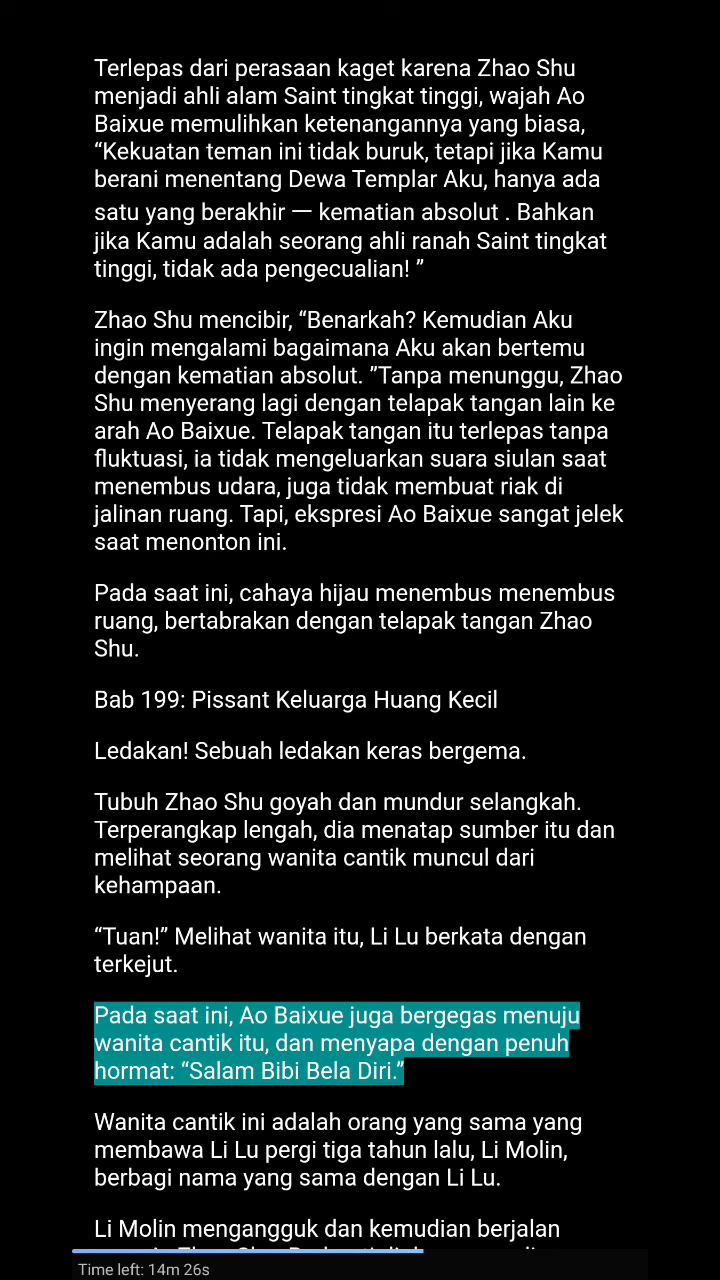 Terlepas dari perasaan kaget karena Zhao Shu
menjadi ahli alam Saint tingkat tinggi, wajah Ao
Baixue memulihkan ketenangannya yang biasa,
“Kekuatan teman ini tidak buruk, tetapi jika Kamu
berani menentang Dewa Templar Aku, hanya ada
satu yang berakhir — kematian absolut . Bahkan
jika Kamu adalah seorang ahli ranah Saint tingkat
tinggi, tidak ada pengecualian! ”
Zhao Shu mencibir, “Benarkah? Kemudian Aku
ingin mengalami bagaimana Aku akan bertemu
dengan kematian absolut. ”Tanpa menunggu, Zhao
Shu menyerang lagi dengan telapak tangan lain ke
arah Ao Baixue. Telapak tangan itu terlepas tanpa
fluktuasi, ia tidak mengeluarkan suara siulan saat
menembus udara, juga tidak membuat riak di
jalinan ruang. Tapi, ekspresi Ao Baixue sangat jelek
saat menonton ini.
Pada saat ini, cahaya hijau menembus menembus
ruang, bertabrakan dengan telapak tangan Zhao
Shu.
Bab 199: Pissant Keluarga Huang Kecil
Ledakan! Sebuah ledakan keras bergema.
Tubuh Zhao Shu goyah dan mundur selangkah.
Terperangkap lengah, dia menatap sumber itu dan
melihat seorang wanita cantik muncul dari
kehampaan.
“Tuan!” Melihat wanita itu, Li Lu berkata dengan
terkejut.
Pada saat ini, Ao Baixue juga bergegas menuju
wanita cantik itu, dan menyapa dengan penuh
hormat: “Salam Bibi Bela Diri.”
Wanita cantik ini adalah orang yang sama yang
membawa Li Lu pergi tiga tahun lalu, Li Molin,
berbagi nama yang sama dengan Li Lu.
Li Molin mengangguk dan kemudian berjalan
Time left: 14m 26s